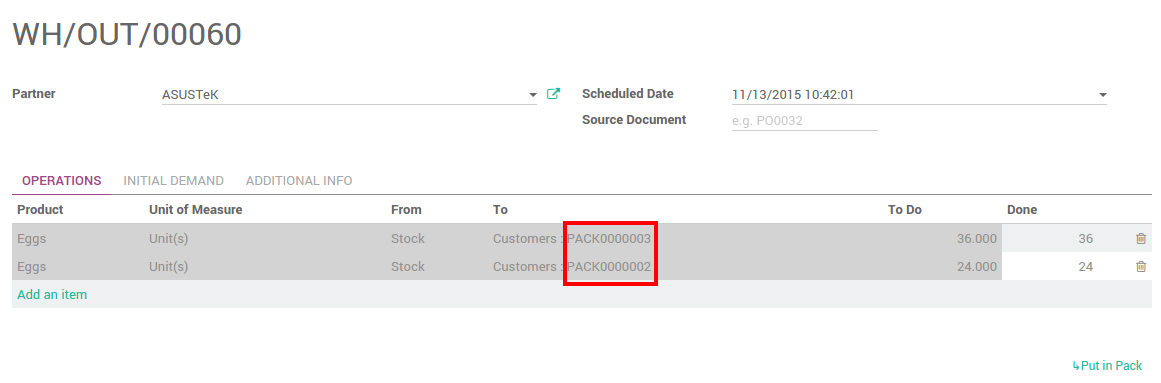 WH/OUT/00060
Partner ASUSTeK Scheduled Date 11/13/2015 10:42:01
Source Document e.g. PO0032
OPERATIONS INITIAL DEMAND ADDITIONAL INFO
Product Unit of Measure From To To Do Done
Eggs Unit(s) Stock Customers : PACK0000003 36.000 36
Eggs Unit(s) Stock Customers : PACK0000002 24.000 24
Add an item
↳Put in Pack